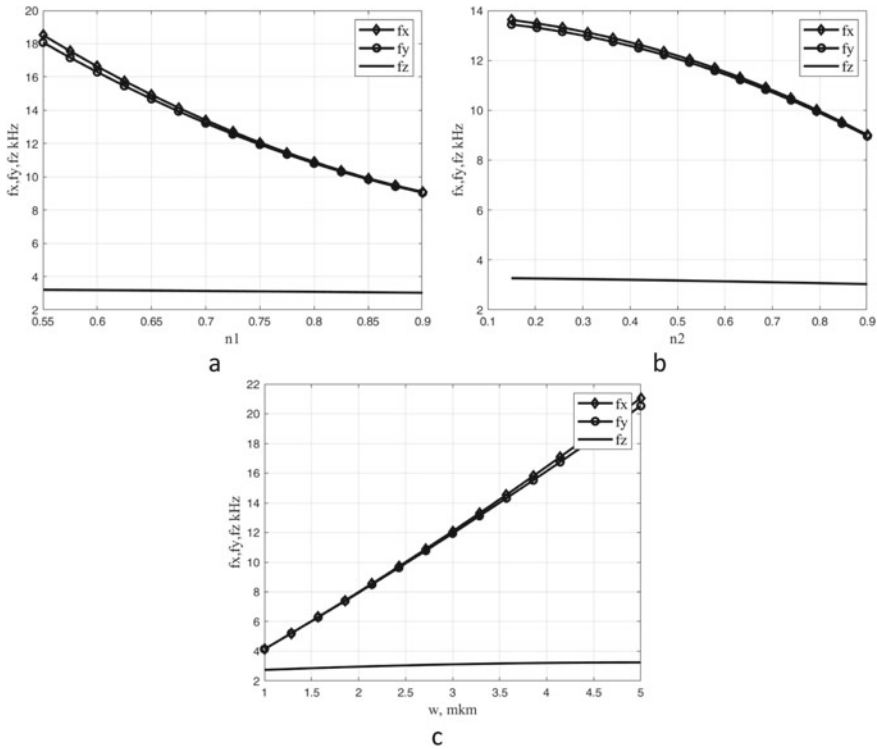 fx,fy,fz kHz
20
18
16
14
12
10
8
6
4
2
fx
fy
fz
0.55 0.6 0.65 0.7 0.75 0.8 0.85 0.9
n1
a
fx,fy,fz kHz
14
12
10
8
6
4
2
fx
fy
fz
0.1 0.2 0.3 0.4 0.5 0.6 0.7 0.8 0.9
n2
b
fx,fy,fz kHz
22
20
18
16
14
12
10
8
6
4
2
fx
fy
fz
1 1.5 2 2.5 3 3.5 4 4.5 5
w, mkm
c